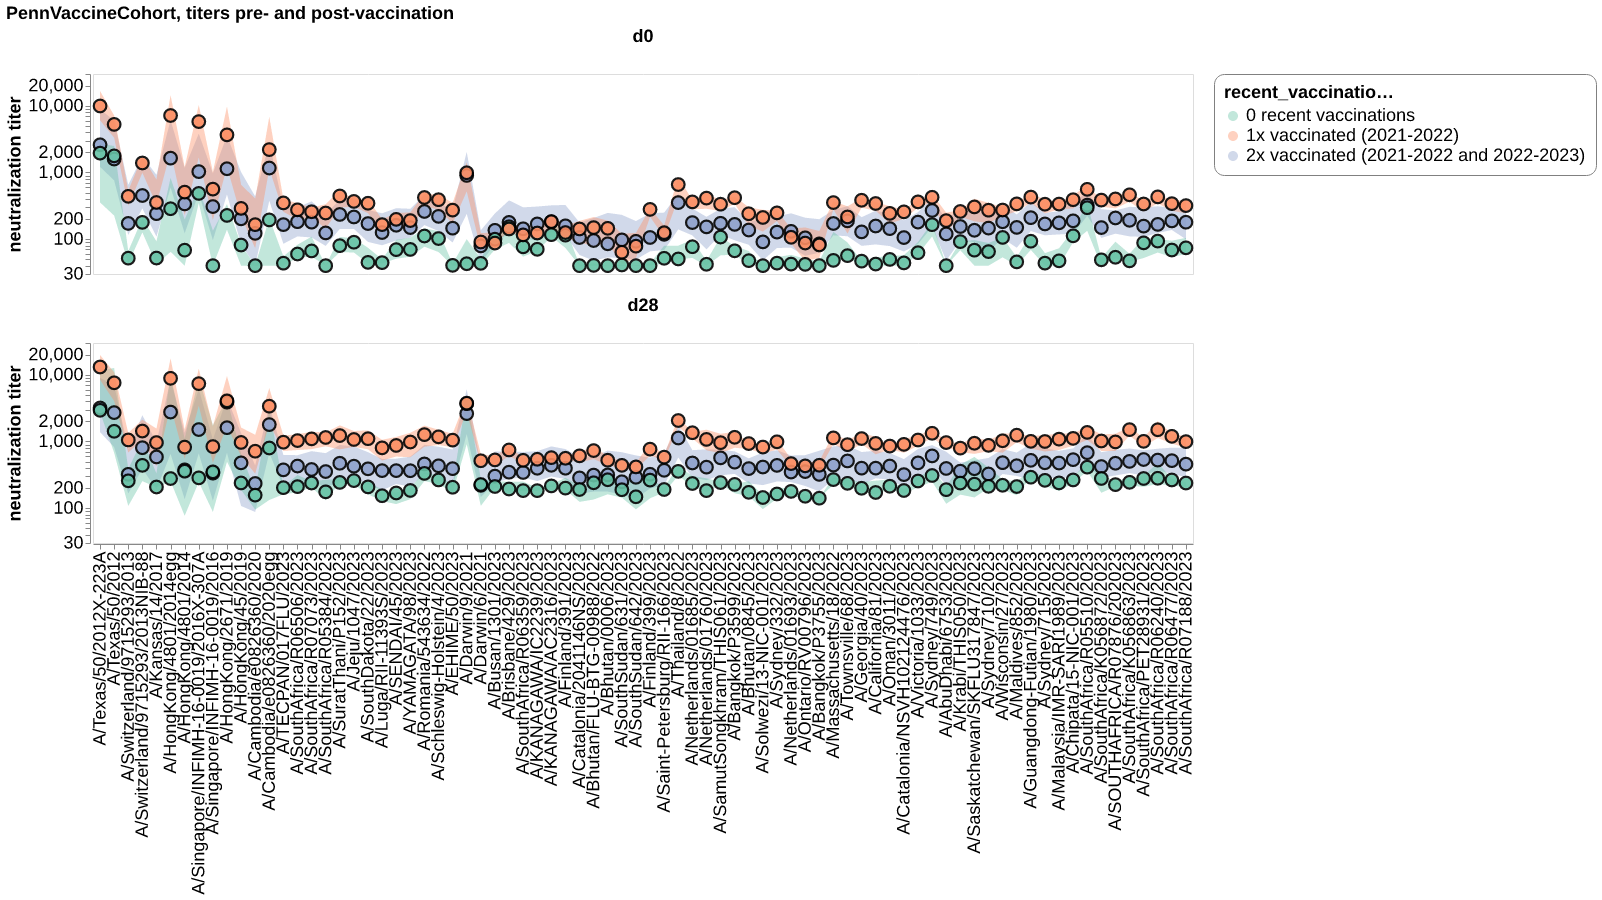 PennVaccineCohort, titers pre- and post-vaccination
d0
neutralization titer
20,000
10,000
2,000
1,000
200
100
30
recent_vaccinatio…
0 recent vaccinations
1x vaccinated (2021-2022)
2x vaccinated (2021-2022 and 2022-2023)
d28
neutralization titer
20,000
10,000
2,000
1,000
200
100
30
A/Texas/50/2012X-223A
A/Texas/50/2012
A/Switzerland/9715293/2013
A/Switzerland/9715293/2013NIB-88
A/Kansas/14/2017
A/HongKong/4801/2014egg
A/HongKong/4801/2014
A/Singapore/INFIMH-16-0019/2016X-307A
A/Singapore/INFIMH-16-0019/2016
A/HongKong/2671/2019
A/HongKong/45/2019
A/Cambodia/e0826360/2020
A/Cambodia/e0826360/2020egg
A/TECPAN/017FLU/2023
A/SouthAfrica/R06506/2023
A/SouthAfrica/R07073/2023
A/SouthAfrica/R05384/2023
A/SuratThani/P152/2023
A/Jeju/1047/2023
A/SouthDakota/22/2023
A/Luga/RII-11393S/2023
A/SENDAI/45/2023
A/YAMAGATA/98/2023
A/Romania/543634/2022
A/Schleswig-Holstein/4/2023
A/EHIME/50/2023
A/Darwin/9/2021
A/Darwin/6/2021
A/Busan/1301/2023
A/Brisbane/429/2023
A/SouthAfrica/R06359/2023
A/KANAGAWA/IC2239/2023
A/KANAGAWA/AC2316/2023
A/Finland/391/2023
A/Catalonia/2041146NS/2023
A/Bhutan/FLU-BTG-00988/2022
A/Bhutan/0006/2023
A/SouthSudan/631/2023
A/SouthSudan/642/2023
A/Finland/399/2023
A/Saint-Petersburg/RII-166/2023
A/Thailand/8/2022
A/Netherlands/01685/2023
A/Netherlands/01760/2023
A/SamutSongkhram/THIS061/2023
A/Bangkok/P3599/2023
A/Bhutan/0845/2023
A/Solwezi/13-NIC-001/2023
A/Sydney/332/2023
A/Netherlands/01693/2023
A/Ontario/RV00796/2023
A/Bangkok/P3755/2023
A/Massachusetts/18/2022
A/Townsville/68/2023
A/Georgia/40/2023
A/California/81/2023
A/Oman/3011/2023
A/Catalonia/NSVH102124476/2023
A/Victoria/1033/2023
A/Sydney/749/2023
A/AbuDhabi/6753/2023
A/Krabi/THIS050/2023
A/Saskatchewan/SKFLU317847/2023
A/Sydney/710/2023
A/Wisconsin/27/2023
A/Maldives/852/2023
A/Guangdong-Futian/1980/2023
A/Sydney/715/2023
A/Malaysia/IMR-SARI1989/2023
A/Chipata/15-NIC-001/2023
A/SouthAfrica/R05510/2023
A/SouthAfrica/K056872/2023
A/SOUTHAFRICA/R07876/2023
A/SouthAfrica/K056863/2023
A/SouthAfrica/PET28931/2023
A/SouthAfrica/R06240/2023
A/SouthAfrica/R06477/2023
A/SouthAfrica/R07188/2023